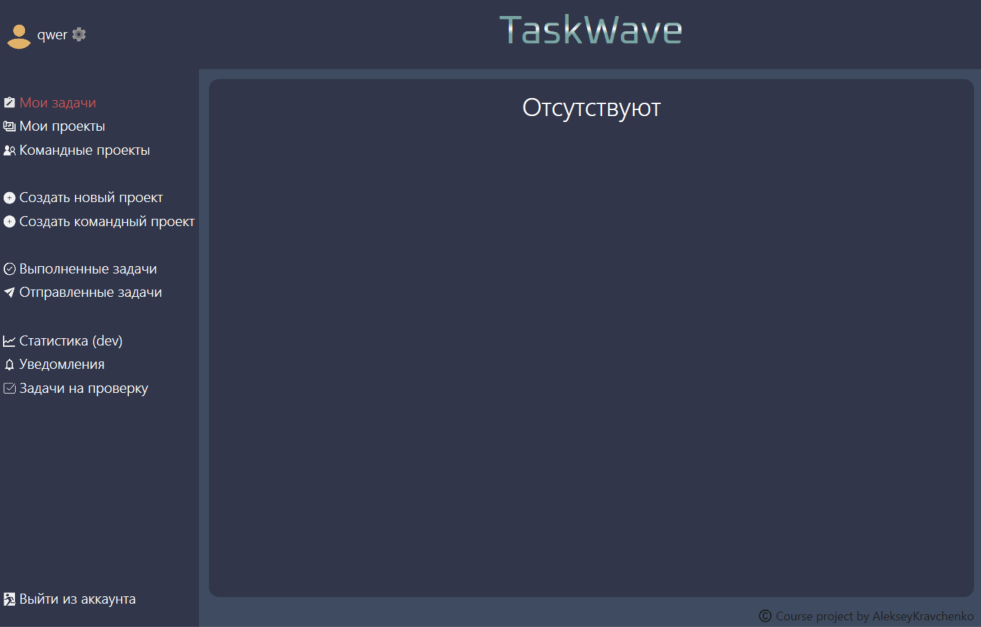 qwer
TaskWave
Мои задачи
Мои проекты
Командные проекты
Создать новый проект
Создать командный проект
Выполненные задачи
Отправленные задачи
Статистика (dev)
Уведомления
Задачи на проверку
Выйти из аккаунта
Отсутствуют
© Course project by AlekseyKravchenko